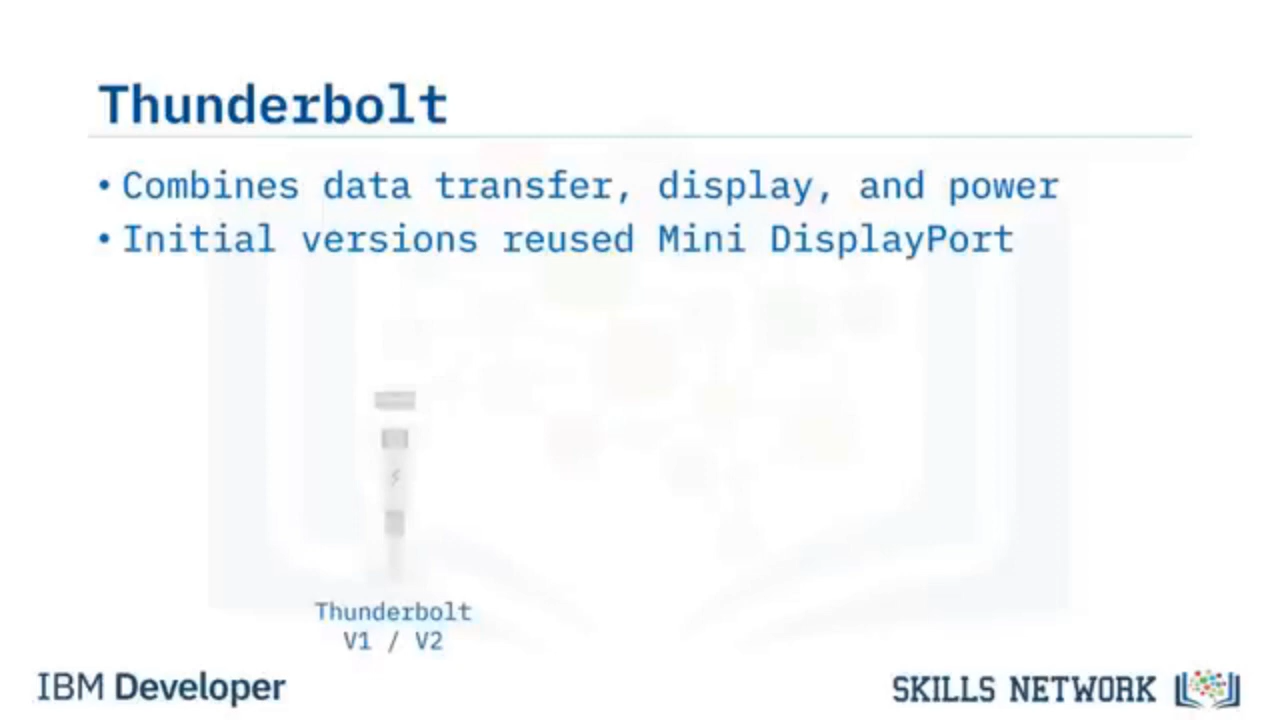 Thunderbolt
• Combines data transfer, display, and power
• Initial versions reused Mini DisplayPort
Thunderbolt
V1 / V2
IBM Developer
SKILLS NETWORK